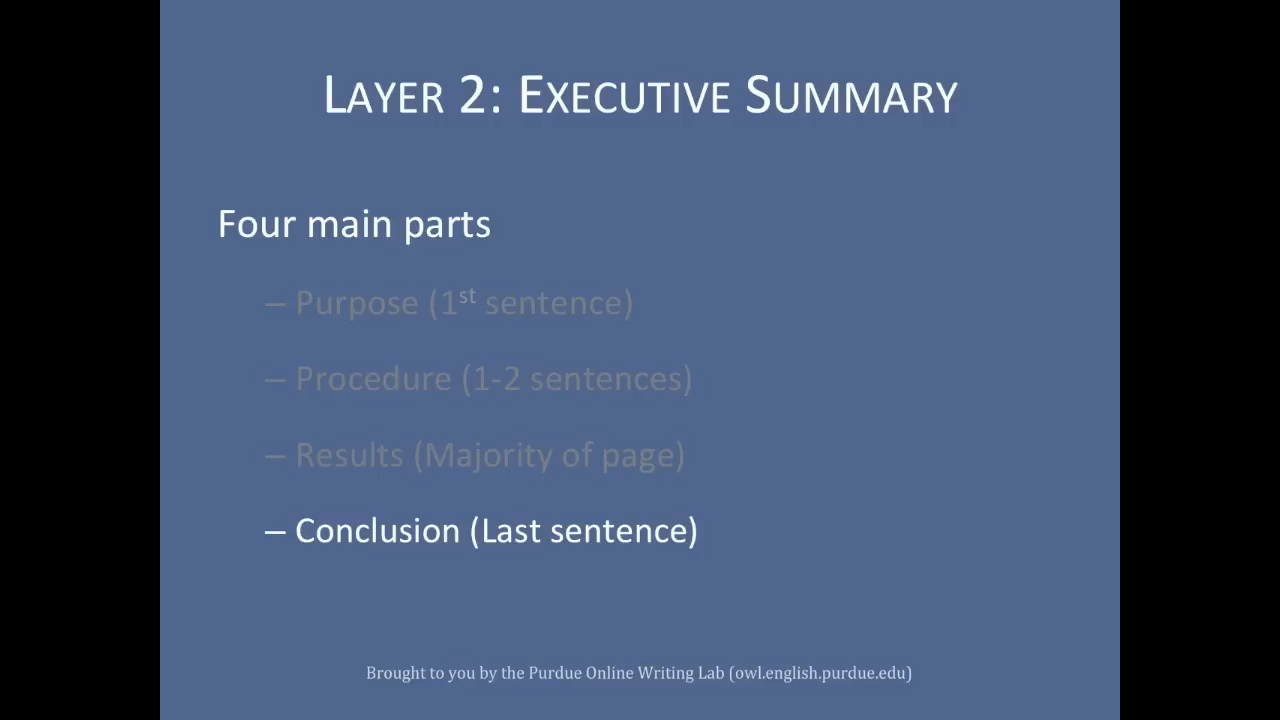 LAYER 2: EXECUTIVE SUMMARY
Four main parts
– Purpose (1st sentence)
– Procedure (1-2 sentences)
– Results (Majority of page)
– Conclusion (Last sentence)
Brought to you by the Purdue Online Writing Lab (owl.english.purdue.edu)